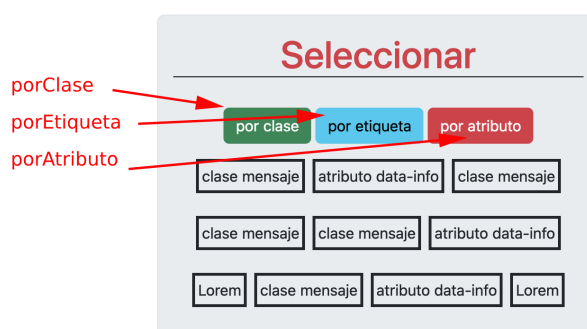 Seleccionar
porClase
porEtiqueta
porAtributo
por clase por etiqueta por atributo
clase mensaje atributo data-info clase mensaje
clase mensaje clase mensaje atributo data-info
Lorem clase mensaje atributo data-info Lorem